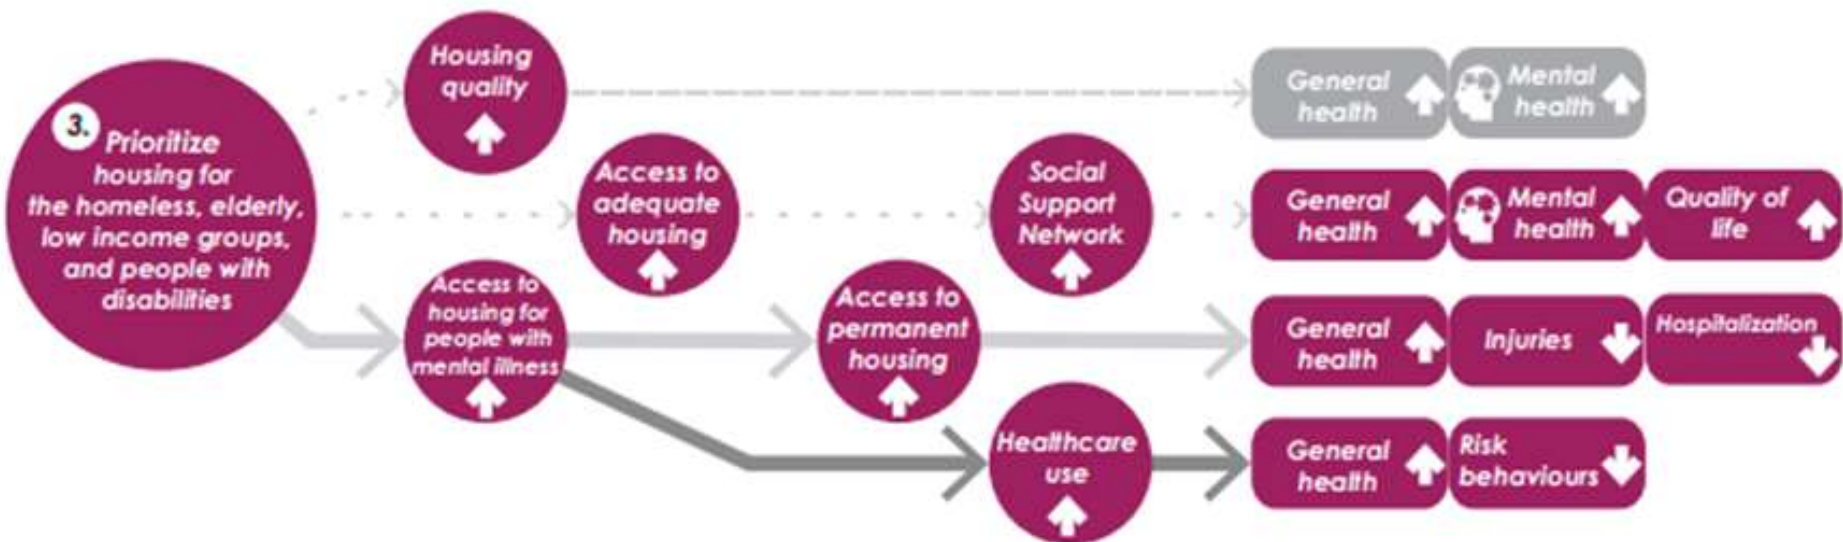 3.
Prioritize
housing for
the homeless, elderly,
low income groups,
and people with
disabilities
Housing
quality
General
health
Mental
health
Access to
adequate
housing
Social
Support
Network
General
health
Mental
health
Quality of
life
Access to
housing for
people with
mental illness
Access to
permanent
housing
General
health
Injuries
Hospitalization
Healthcare
use
General
health
Risk
behaviours